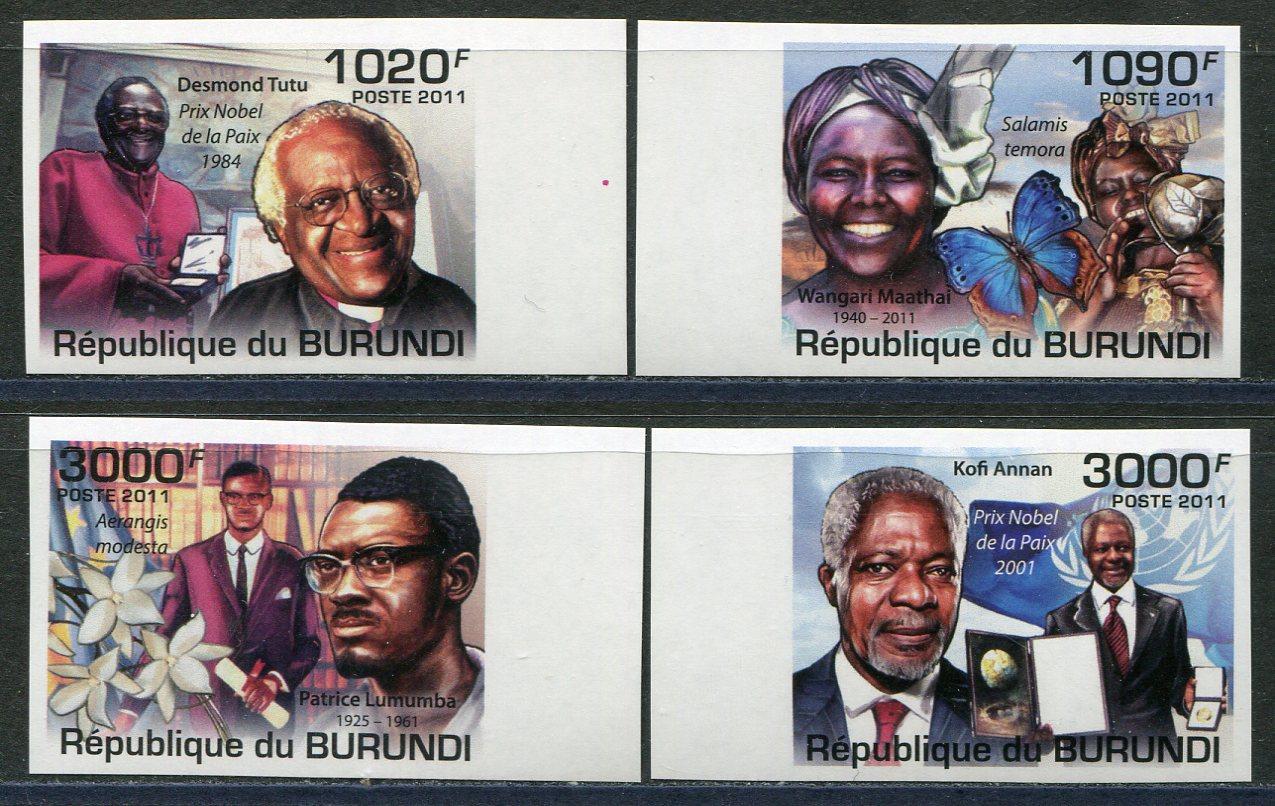 1020F
POSTE 2011
Desmond Tutu
Prix Nobel
de la Paix
1984
République du BURUNDI
1090F
POSTE 2011
Salamis
temora
Wangari Maathai
1940 – 2011
République du BURUNDI
3000F
POSTE 2011
Aerangis
modesta
Patrice Lumumba
1925 – 1961
République du BURUNDI
Kofi Annan
3000F
POSTE 2011
Prix Nobel
de la Paix
2001
République du BURUNDI